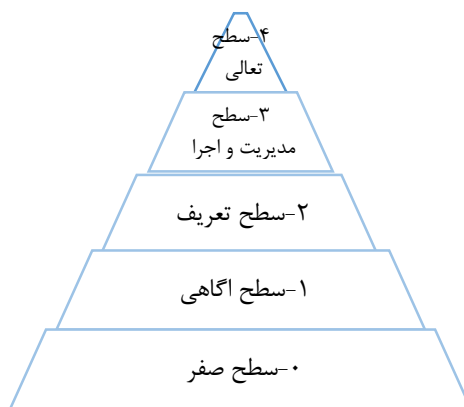 ۴-سطح
تعالی
۳-سطح
مدیریت و اجرا
۲-سطح تعریف
۱-سطح اگاهی
۰-سطح صفر